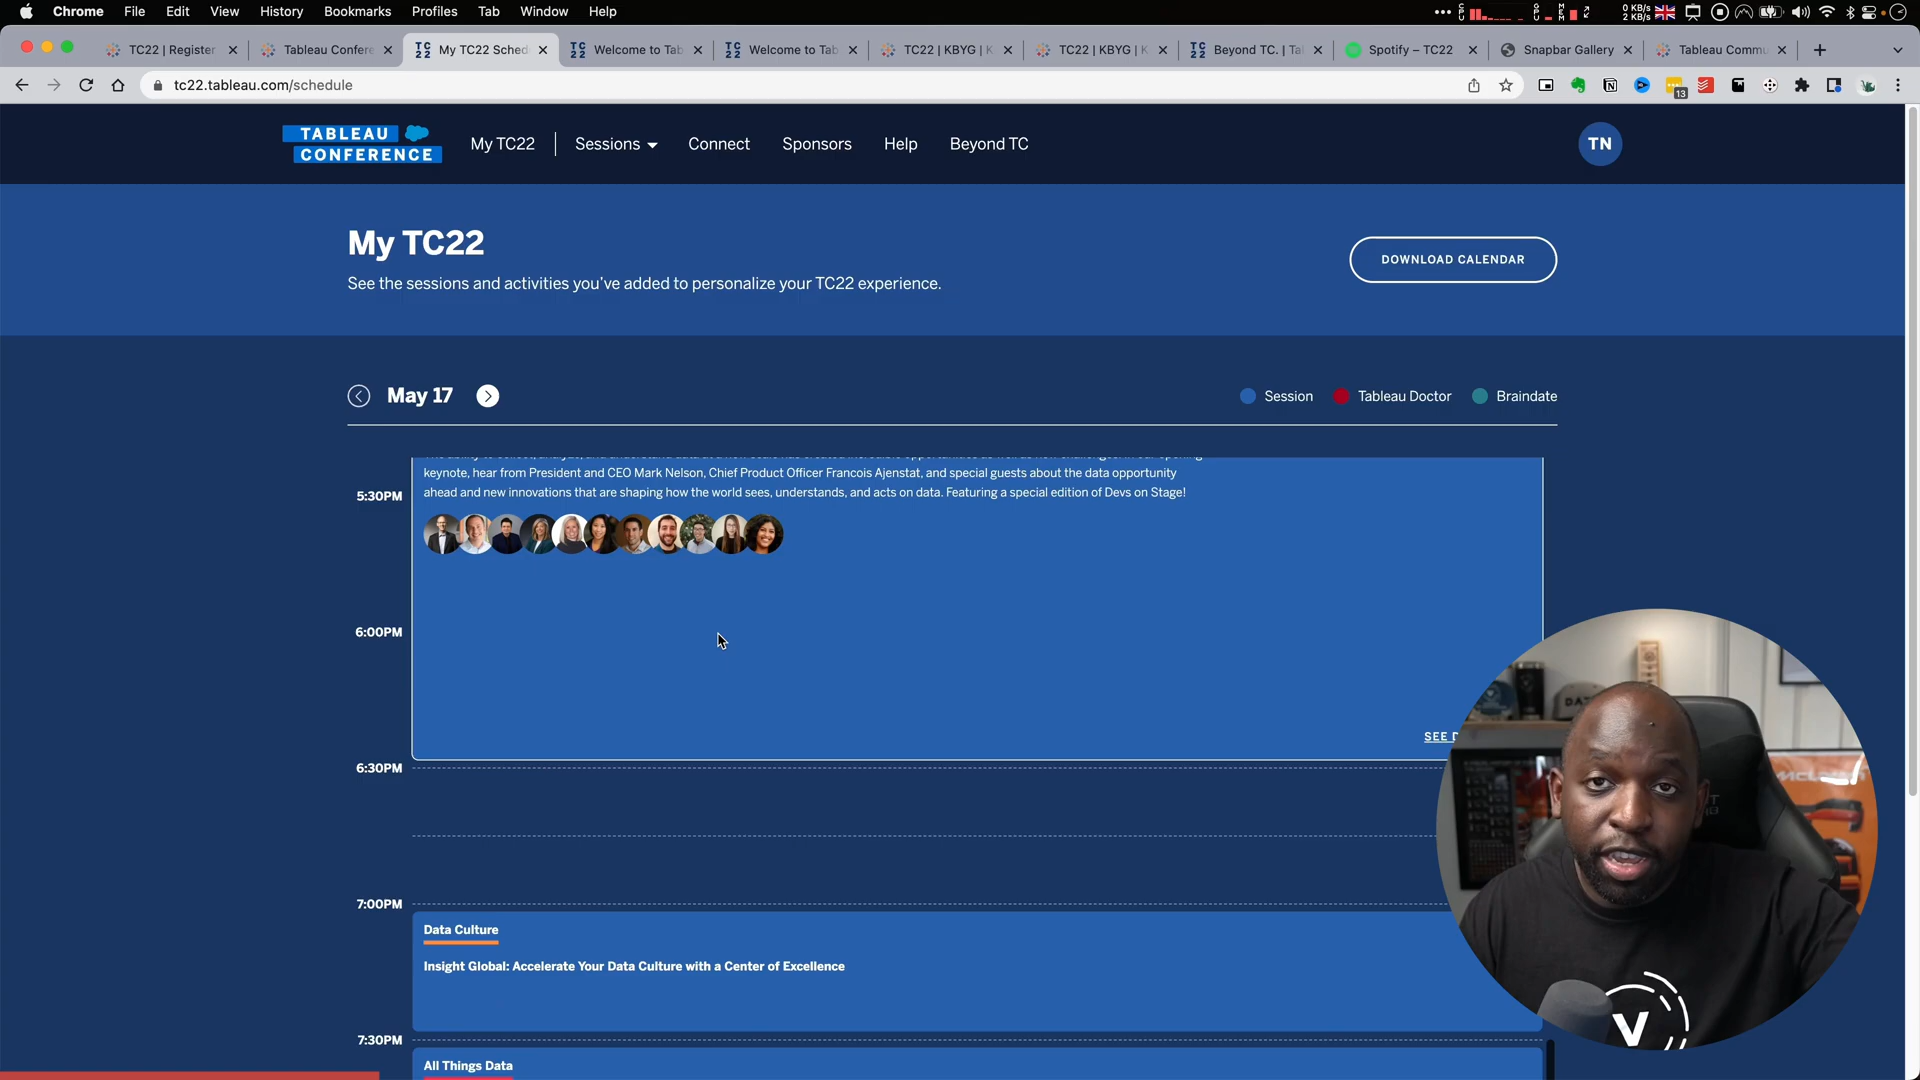 Chrome File Edit View History Bookmarks Profiles Tab Window Help
0 KB/s
2 KB/s
TC22 | Register
Tableau Confere
My TC22 Sched
Welcome to Tab
Welcome to Tab
TC22 | KBYG | K
TC22 | KBYG | K
Beyond TC. | Ta
Spotify – TC22
Snapbar Gallery
Tableau Commu
tc22.tableau.com/schedule
13
TABLEAU
CONFERENCE
My TC22
Sessions
Connect
Sponsors
Help
Beyond TC
TN
My TC22
See the sessions and activities you've added to personalize your TC22 experience.
DOWNLOAD CALENDAR
May 17
Session
Tableau Doctor
Braindate
keynote, hear from President and CEO Mark Nelson, Chief Product Officer Francois Ajenstat, and special guests about the data opportunity
ahead and new innovations that are shaping how the world sees, understands, and acts on data. Featuring a special edition of Devs on Stage!
5:30PM
6:00PM
SEE D
6:30PM
7:00PM
Data Culture
Insight Global: Accelerate Your Data Culture with a Center of Excellence
7:30PM
All Things Data
V